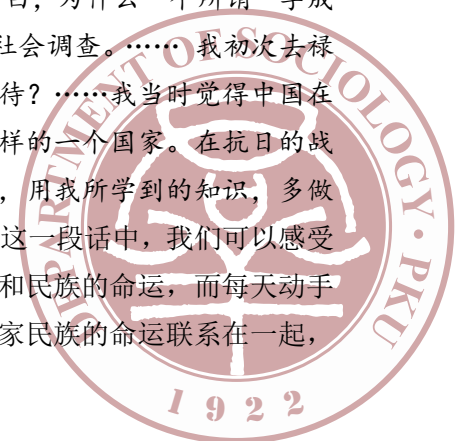 白，为什么一个所谓“学成
社会调查。…… 我初次去禄
待？……我当时觉得中国在
样的一个国家。在抗日的战
，用我所学到的知识，多做
这一段话中，我们可以感受
和民族的命运，而每天动手
家民族的命运联系在一起，
DEPARTMENT OF SOCIOLOGY · PKU
1922